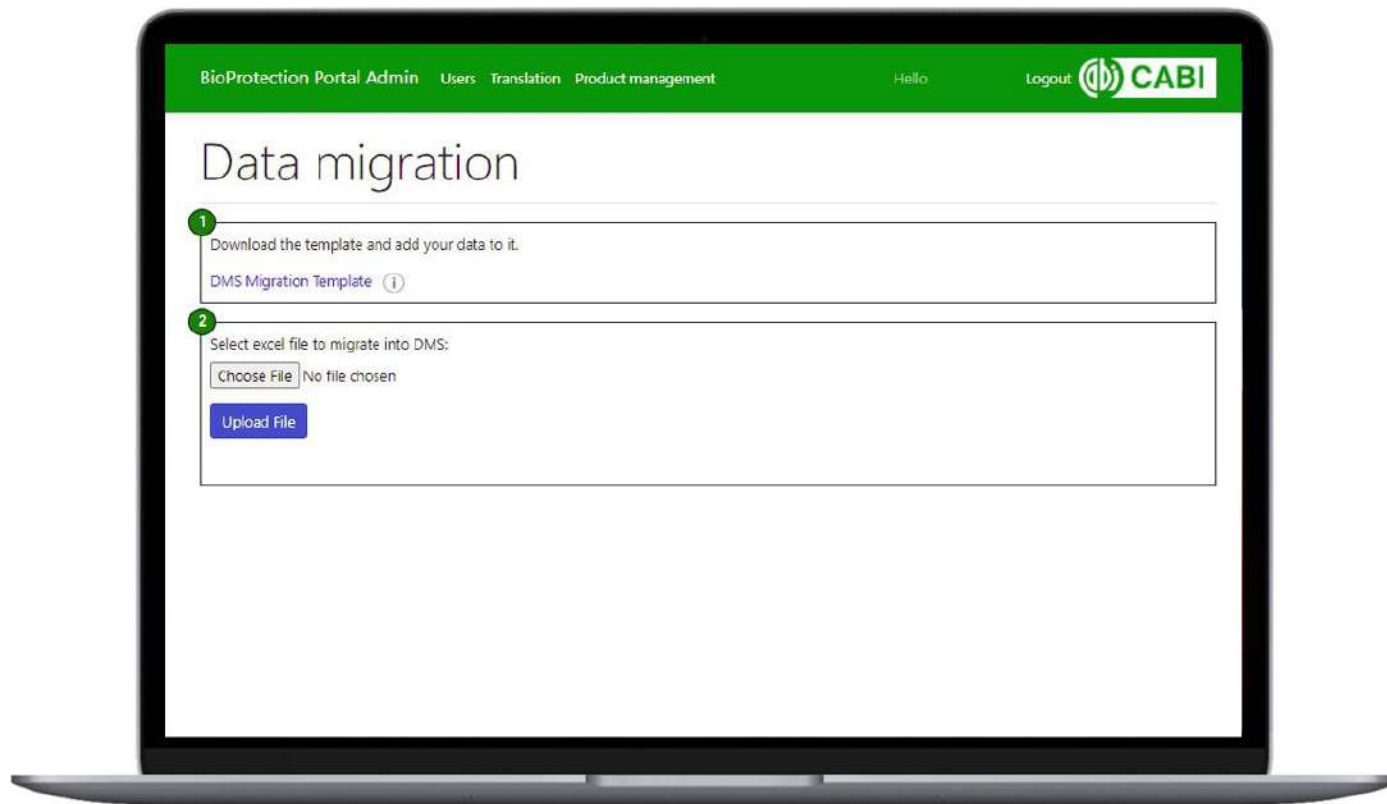 BioProtection Portal Admin Users Translation Product management Hello Logout CABI
Data migration
1
Download the template and add your data to it.
DMS Migration Template i
2
Select excel file to migrate into DMS:
Choose File No file chosen
Upload File